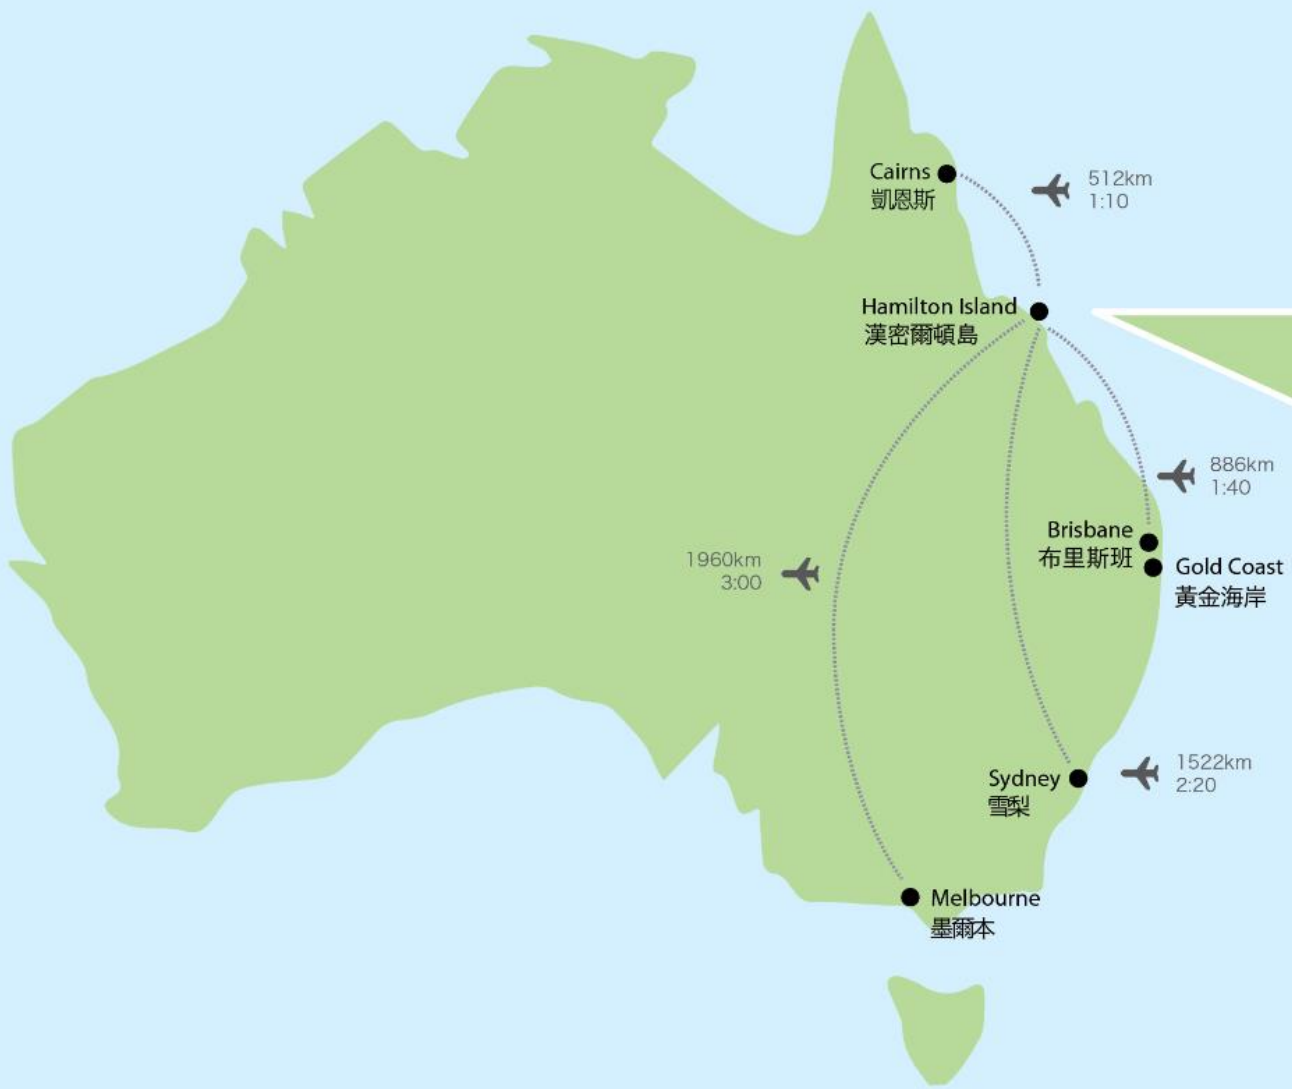 Cairns
凱恩斯
512km
1:10
Hamilton Island
漢密爾頓島
886km
1:40
Brisbane
布里斯班
1960km
3:00
Gold Coast
黃金海岸
Sydney
雪梨
1522km
2:20
Melbourne
墨爾本